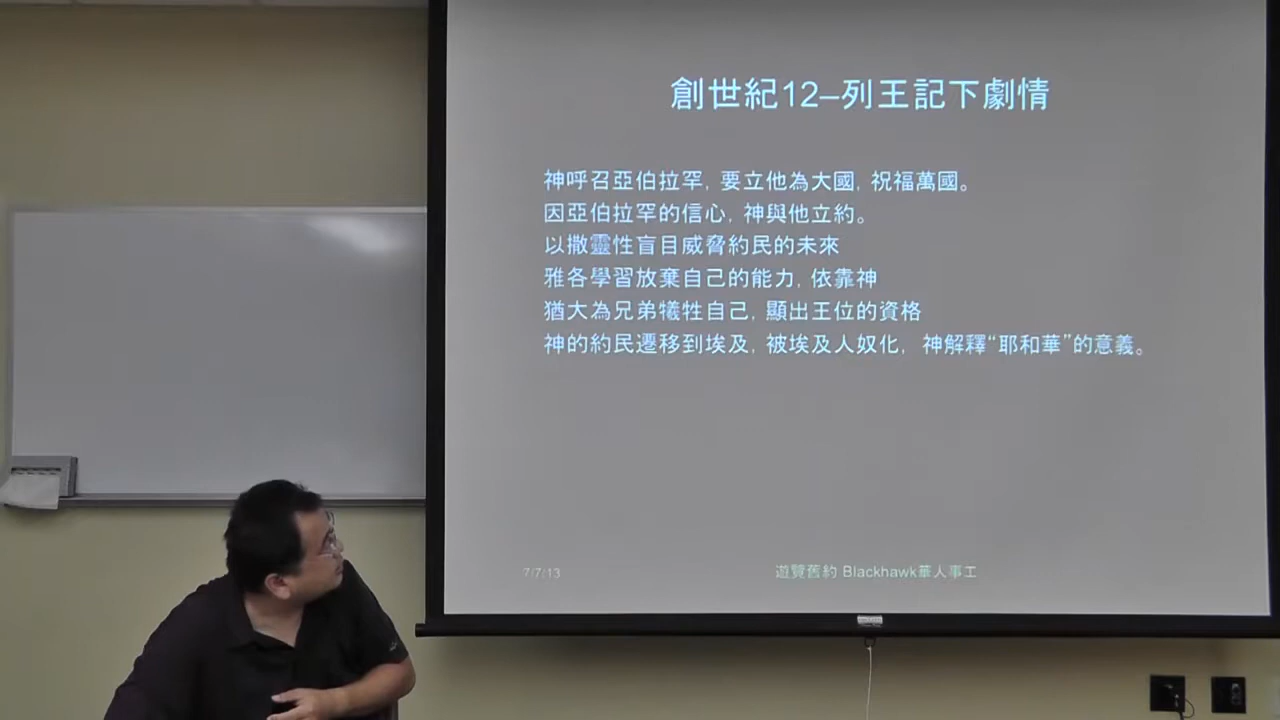 創世紀12–列王記下劇情
神呼召亞伯拉罕, 要立他為大國, 祝福萬國。
因亞伯拉罕的信心, 神與他立約。
以撒靈性盲目威脅約民的未來
雅各學習放棄自己的能力, 依靠神
猶大為兄弟犧牲自己, 顯出王位的資格
神的約民遷移到埃及, 被埃及人奴化, 神解釋“耶和華”的意義。
7/7/13
遊覽舊約 Blackhawk華人事工